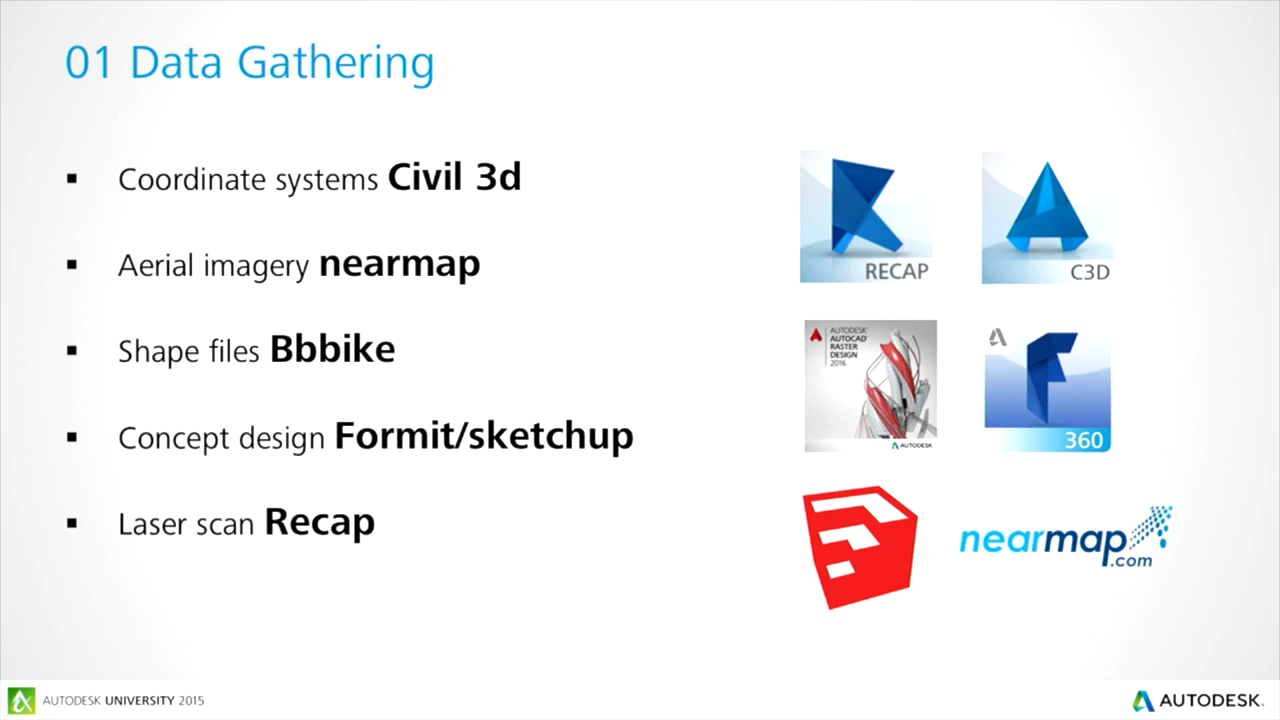 01 Data Gathering
▪ Coordinate systems Civil 3d
▪ Aerial imagery nearmap
▪ Shape files Bbbike
▪ Concept design Formit/sketchup
▪ Laser scan Recap
RECAP
C3D
AUTODESK®
AUTOCAD®
RASTER
DESIGN
2016
AUTODESK
360
nearmap
.com
AUTODESK UNIVERSITY 2015
AUTODESK.